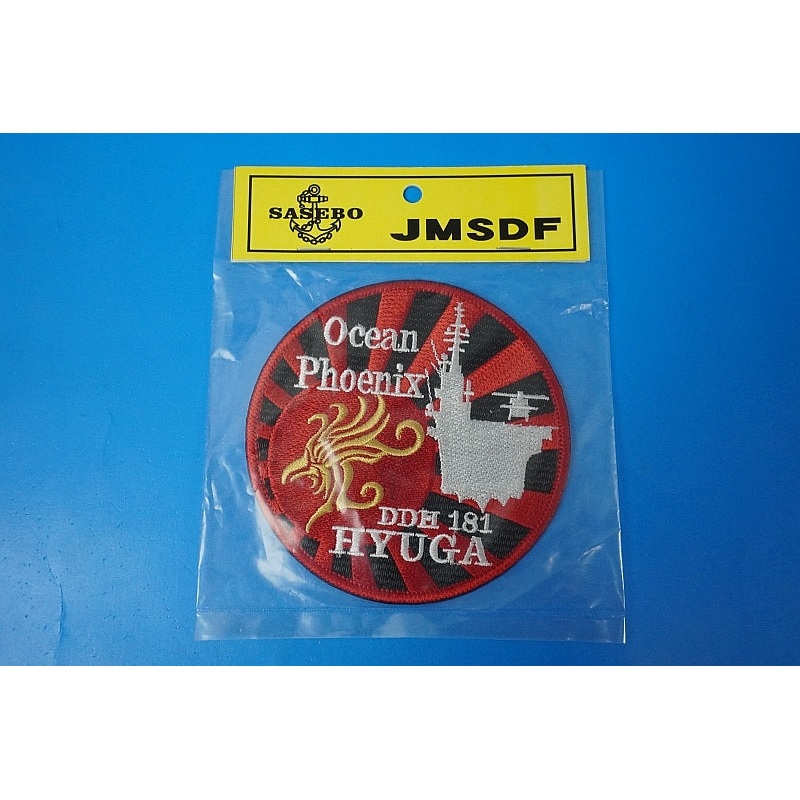 SASEBO
JMSDF
Ocean
Phoenix
DDH 181
HYUGA